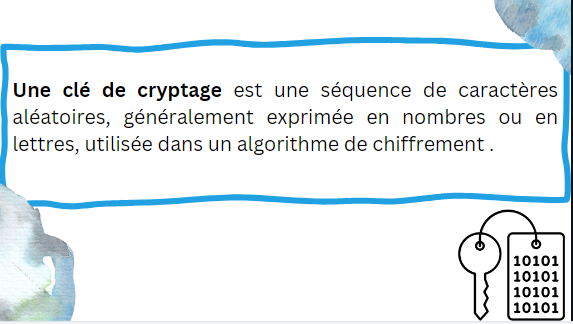 Une clé de cryptage est une séquence de caractères
aléatoires, généralement exprimée en nombres ou en
lettres, utilisée dans un algorithme de chiffrement .
10101
10101
10101
10101